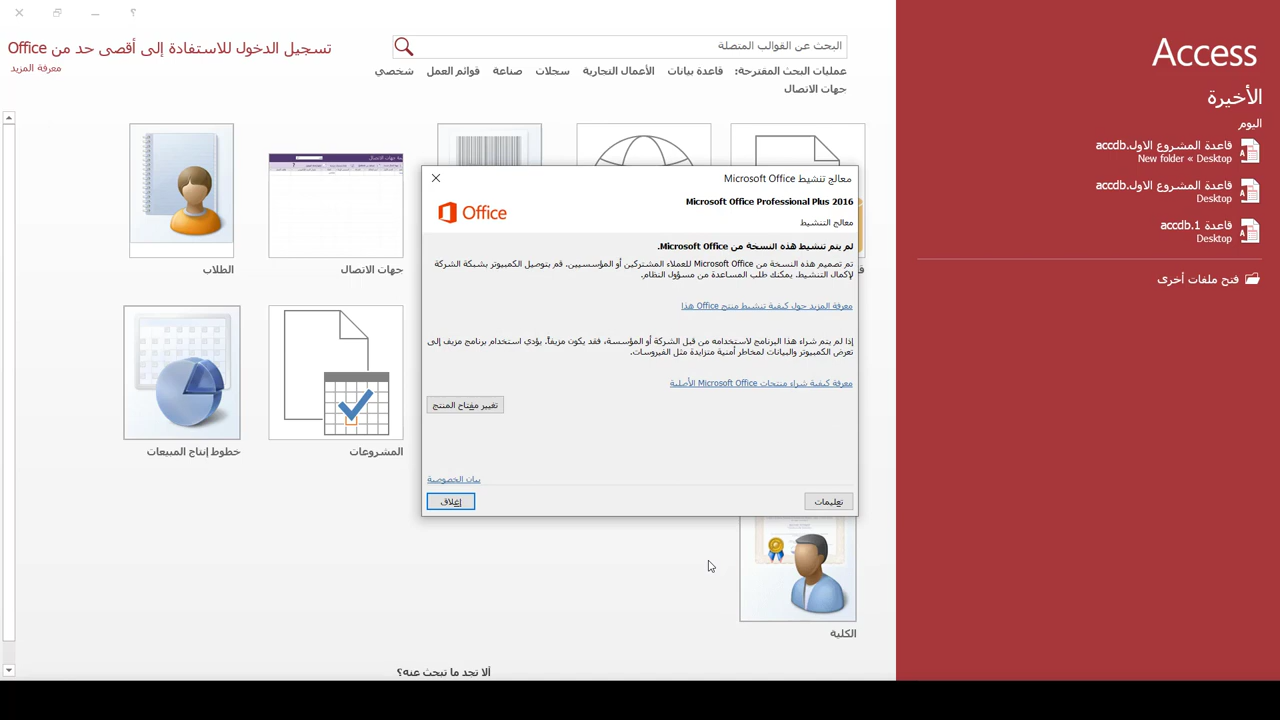 Access
الأخيرة
اليوم
قاعدة المشروع الاول.accdb
New folder « Desktop
قاعدة المشروع الاول.accdb
Desktop
قاعدة 1.accdb
Desktop
فتح ملفات أخرى
?
تسجيل الدخول للاستفادة إلى أقصى حد من Office
معرفة المزيد
البحث عن القوالب المتصلة
عمليات البحث المقترحة: قاعدة بيانات الأعمال التجارية سجلات صناعة قوائم العمل شخصي
جهات الاتصال
معالج تنشيط Microsoft Office
Microsoft Office Professional Plus 2016
معالج التنشيط
Office
لم يتم تنشيط هذه النسخة من Microsoft Office.
تم تصميم هذه النسخة من Microsoft Office للعملاء المشتركين أو المؤسسيين. قم بتوصيل الكمبيوتر بشبكة الشركة
لإكمال التنشيط. يمكنك طلب المساعدة من مسؤول النظام.
معرفة المزيد حول كيفية تنشيط منتج Office هذا
إذا لم يتم شراء هذا البرنامج لاستخدامه من قبل الشركة أو المؤسسة، فقد يكون مزيفاً. يؤدي استخدام برنامج مزيف إلى
تعرض الكمبيوتر والبيانات لمخاطر أمنية متزايدة مثل الفيروسات.
معرفة كيفية شراء منتجات Microsoft Office الأصلية
تغيير مفتاح المنتج
بيان الخصوصية
تعليمات
إغلاق
جهات الاتصال
الطلاب
المشروعات
خطوط إنتاج المبيعات
الكلية
ألا تجد ما تبحث عنه؟